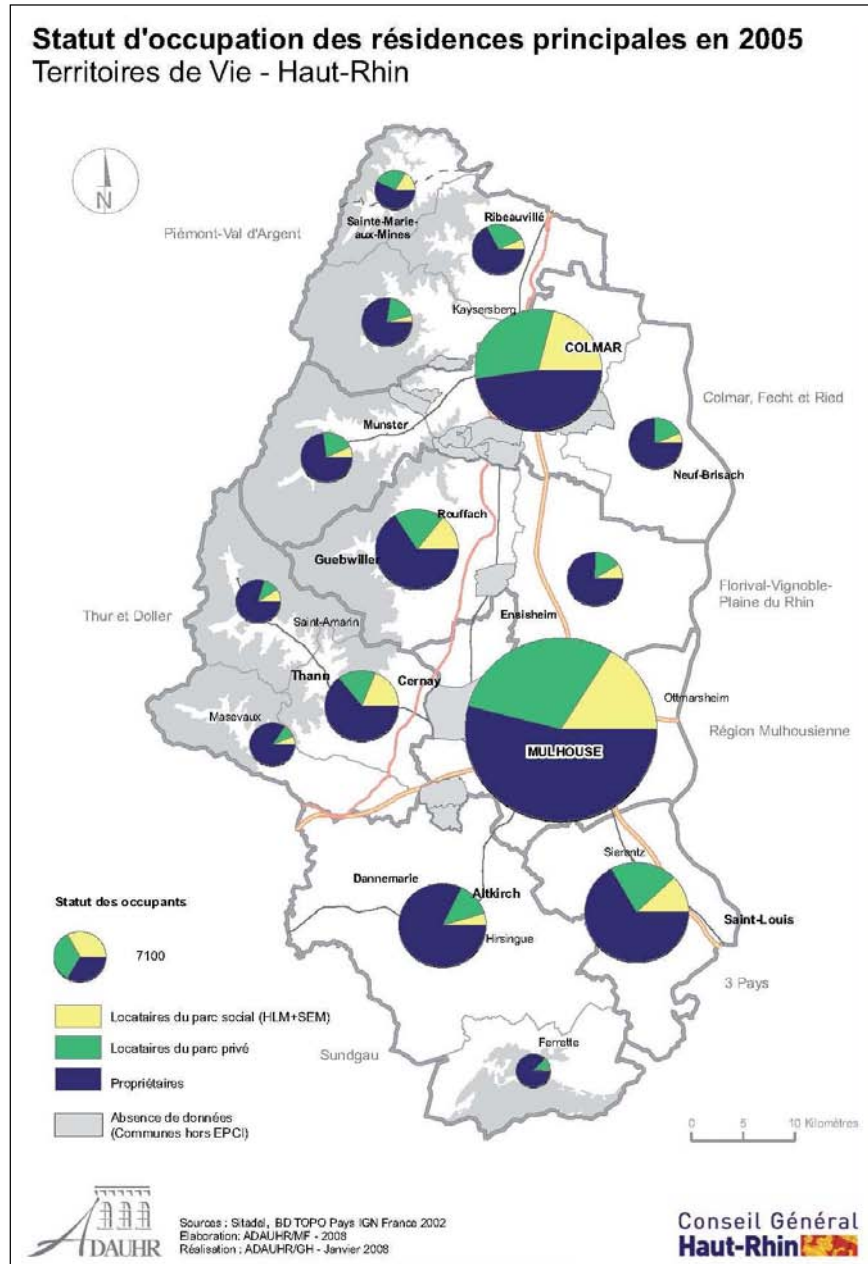 Statut d'occupation des résidences principales en 2005
Territoires de Vie - Haut-Rhin
N
Piémont-Val d'Argent
Sainte-Marie-
aux-Mines
Ribeauvillé
Kaysersberg
COLMAR
Colmar, Fecht et Ried
Munster
Neuf-Brisach
Rouffach
Guebwiller
Thur et Doller
Saint-Amarin
Ensisheim
Florival-Vignoble-
Plaine du Rhin
Thann
Cernay
Ottmarsheim
Masevaux
MULHOUSE
Région Mulhousienne
Sierentz
Dannemarie
Altkirch
Hirsingue
Saint-Louis
3 Pays
Sundgau
Ferrette
Statut des occupants
7100
Locataires du parc social (HLM+SEM)
Locataires du parc privé
Propriétaires
Absence de données
(Communes hors EPCI)
0 10 Kilomètres
ADAUHR
Sources : Sitadel, BD TOPO Pays IGN France 2002
Elaboration: ADAUHR/MF - 2008
Réalisation : ADAUHR/GH - Janvier 2008
Conseil Général
Haut-Rhin